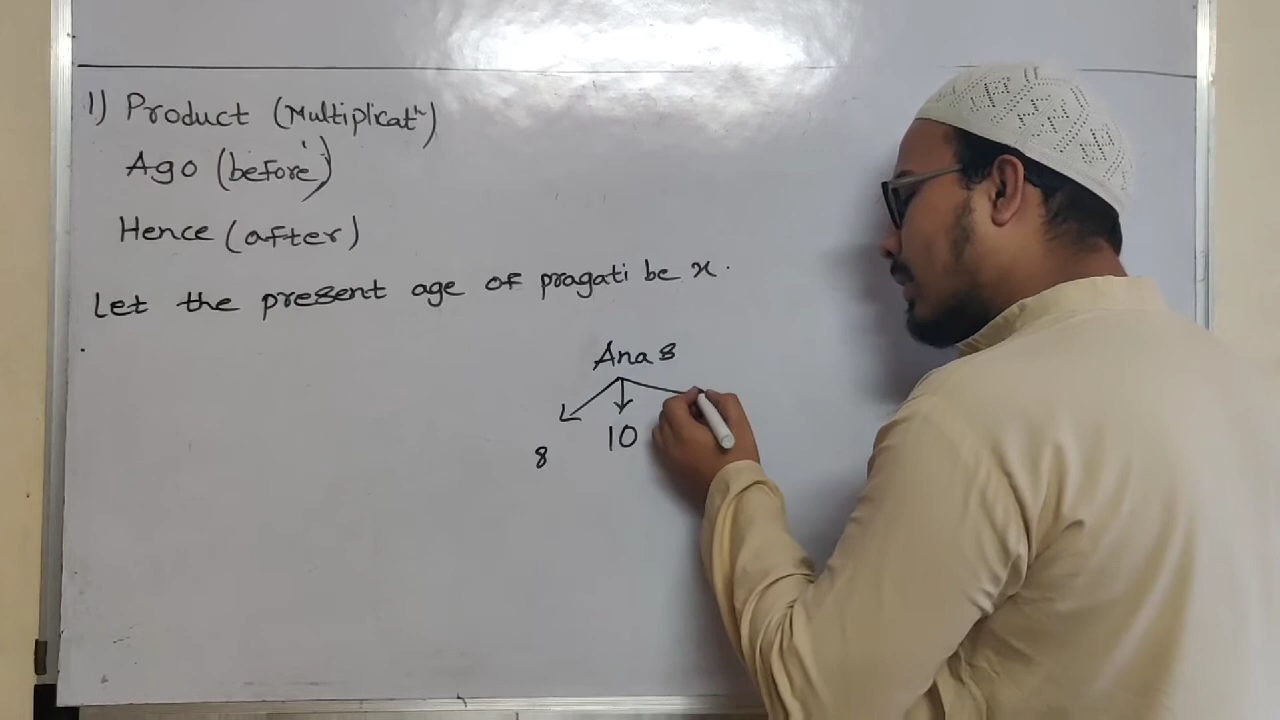 1) Product (Multiplicatⁿ)
Ago (before)
Hence (after)
Let the present age of pragati be x.
Anas
8 10